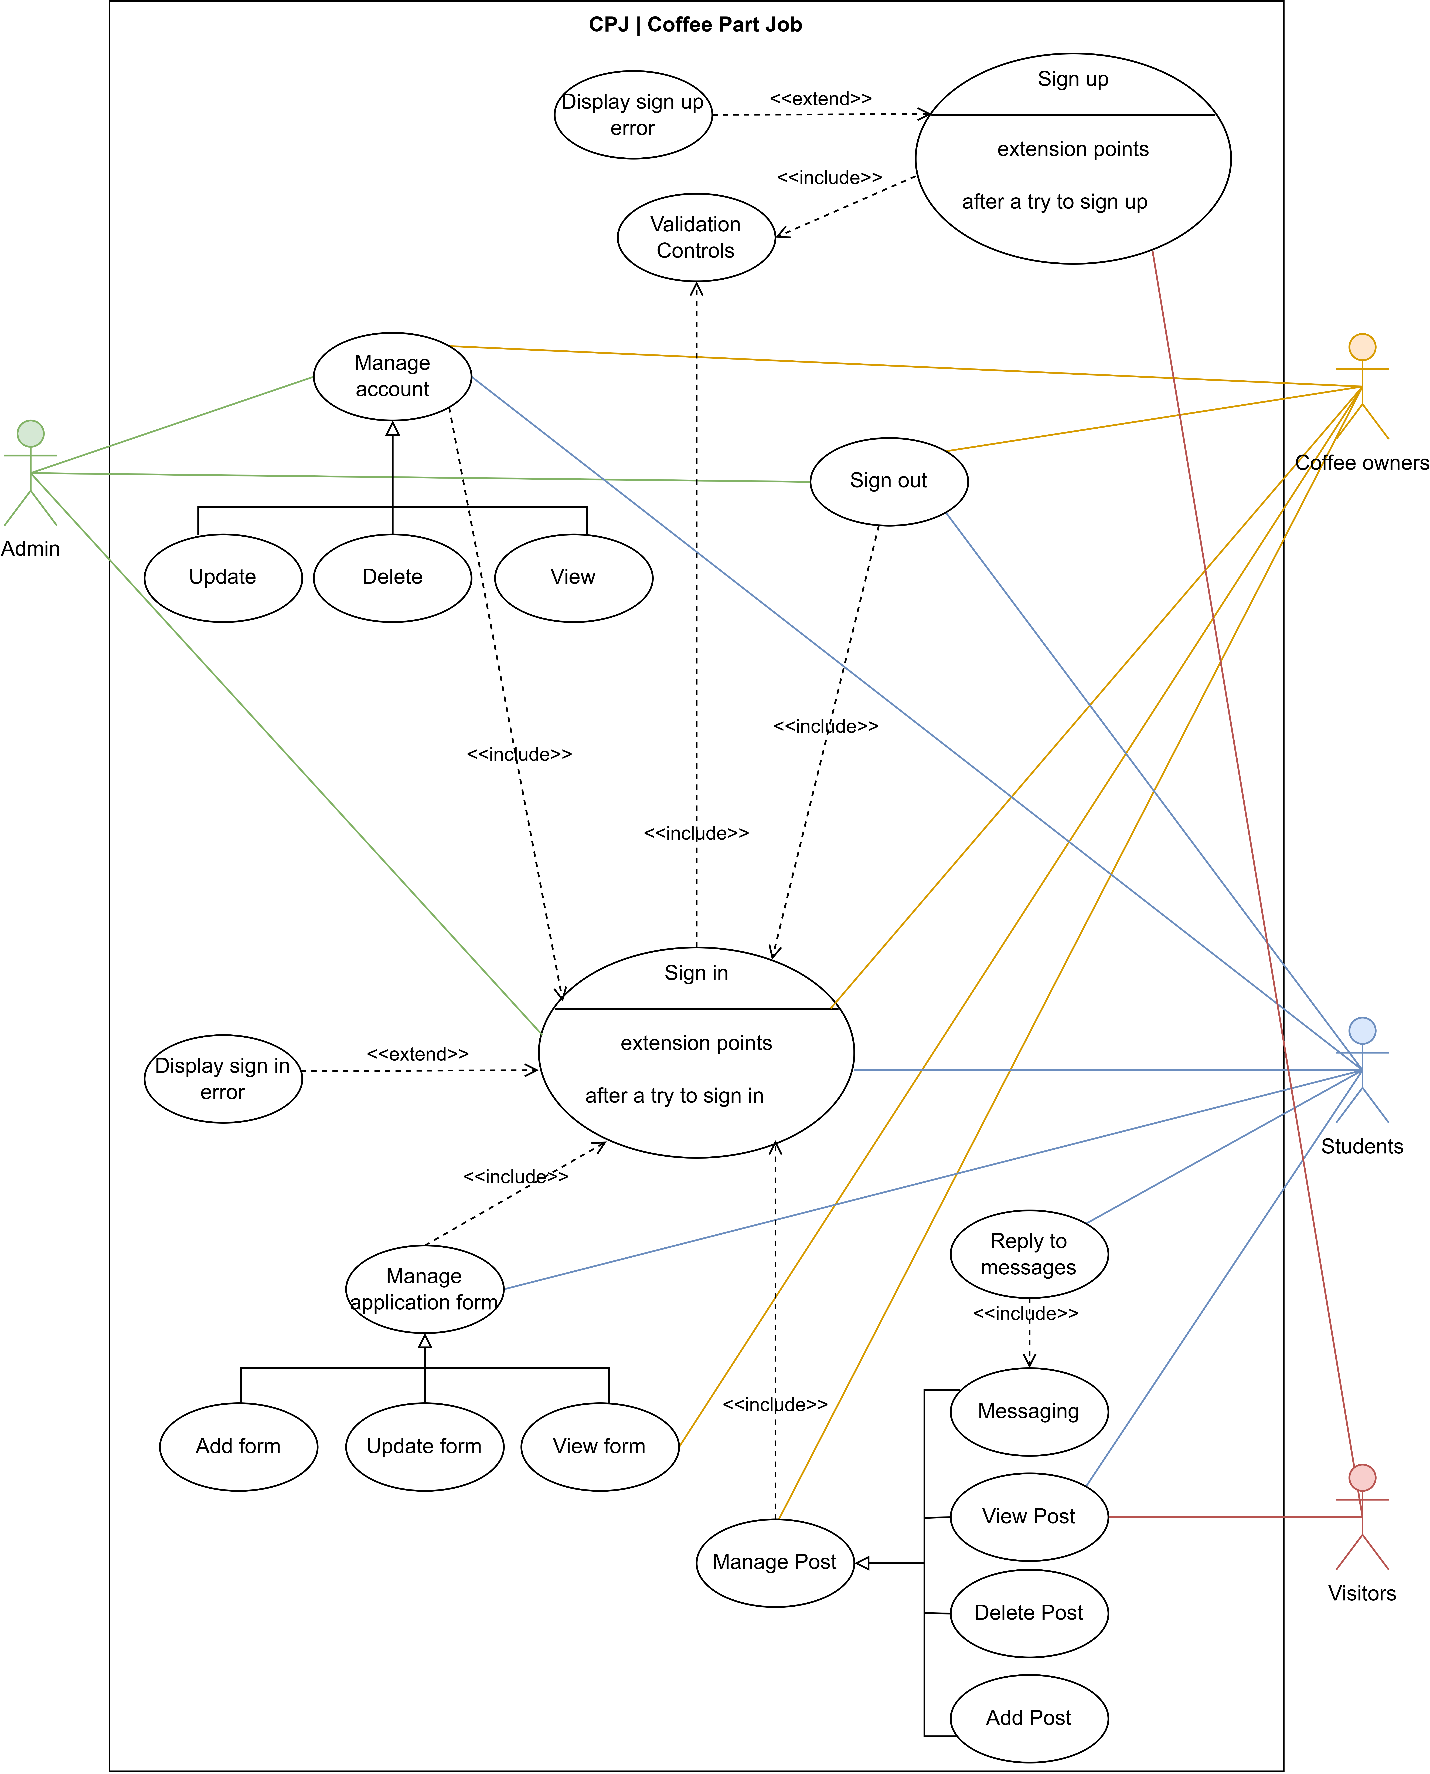 CPJ | Coffee Part Job
Sign up
Display sign up
error
<<extend>>
extension points
after a try to sign up
<<include>>
Validation
Controls
Manage
account
Coffee owners
Sign out
Admin
Update
Delete
View
<<include>>
<<include>>
<<include>>
Sign in
extension points
after a try to sign in
Display sign in
error
<<extend>>
Students
<<include>>
Manage
application form
Reply to
messages
<<include>>
Add form
Update form
View form
<<include>>
Messaging
View Post
Manage Post
Delete Post
Add Post
Visitors